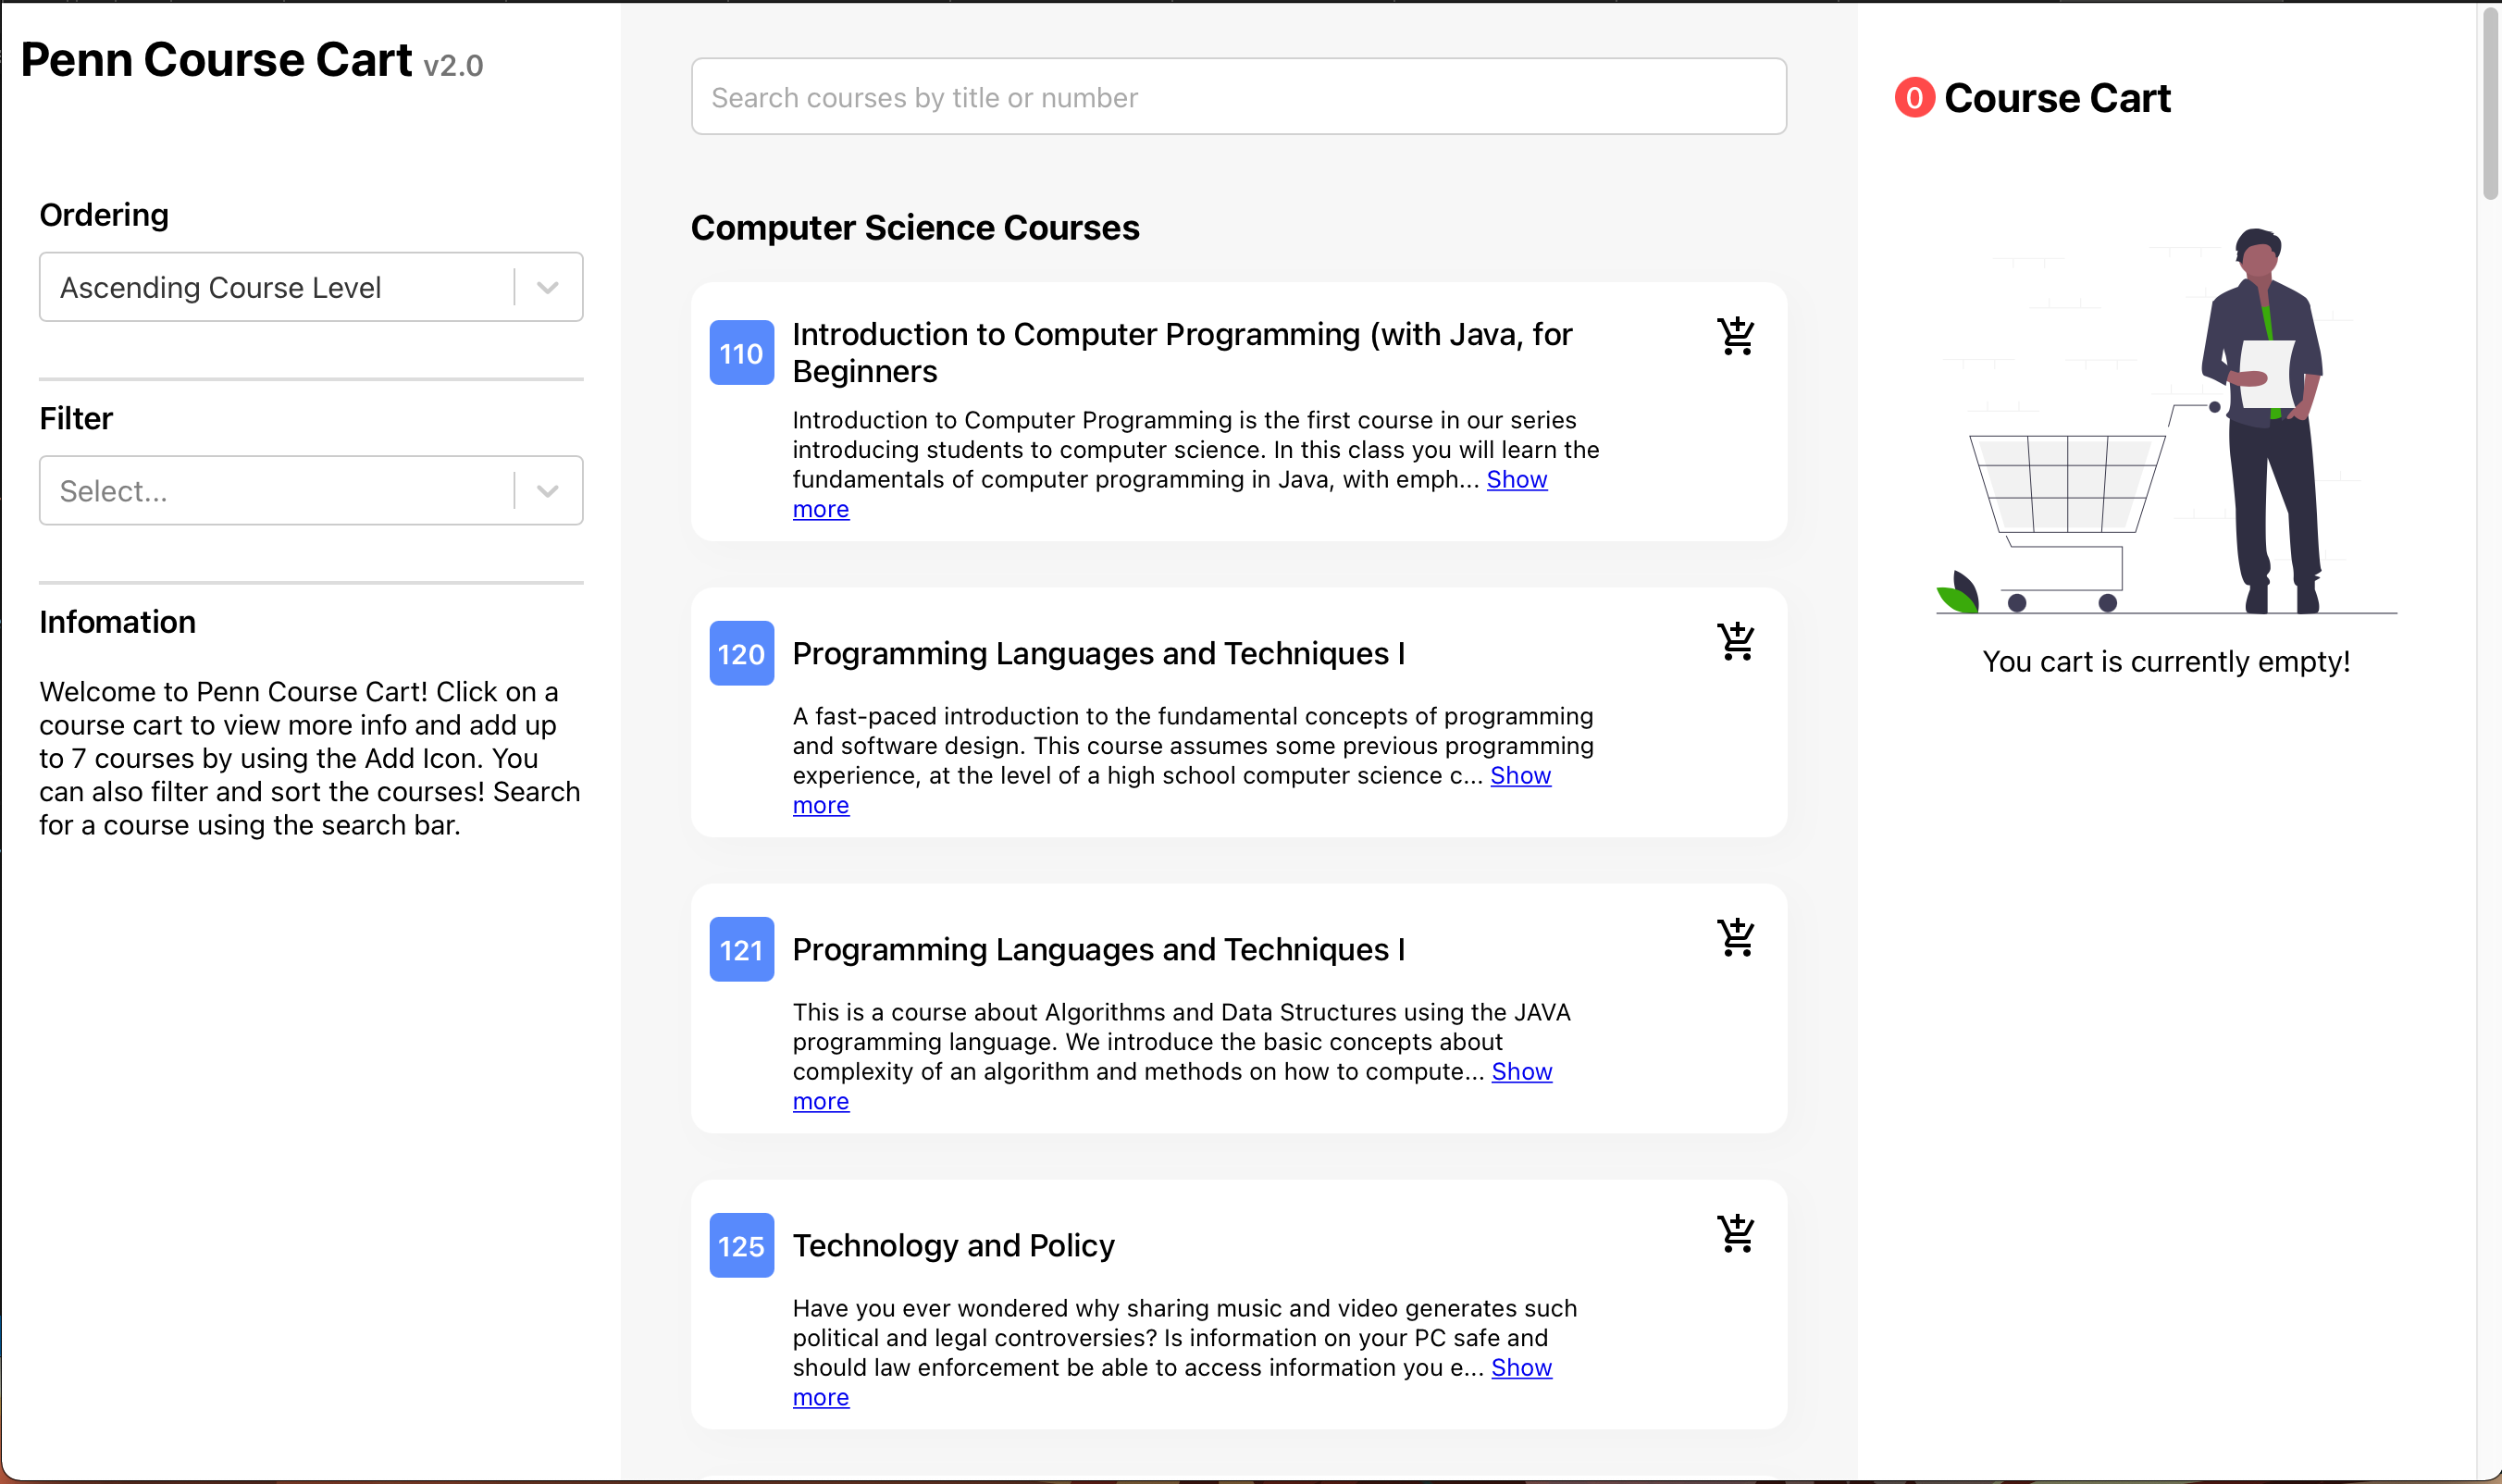 Penn Course Cart v2.0
Ordering
Ascending Course Level
Filter
Select...
Infomation
Welcome to Penn Course Cart! Click on a
course cart to view more info and add up
to 7 courses by using the Add Icon. You
can also filter and sort the courses! Search
for a course using the search bar.
Search courses by title or number
Computer Science Courses
110
Introduction to Computer Programming (with Java, for
Beginners
Introduction to Computer Programming is the first course in our series
introducing students to computer science. In this class you will learn the
fundamentals of computer programming in Java, with emph... Show
more
120
Programming Languages and Techniques I
A fast-paced introduction to the fundamental concepts of programming
and software design. This course assumes some previous programming
experience, at the level of a high school computer science c... Show
more
121
Programming Languages and Techniques I
This is a course about Algorithms and Data Structures using the JAVA
programming language. We introduce the basic concepts about
complexity of an algorithm and methods on how to compute... Show
more
125
Technology and Policy
Have you ever wondered why sharing music and video generates such
political and legal controversies? Is information on your PC safe and
should law enforcement be able to access information you e... Show
more
0 Course Cart
You cart is currently empty!